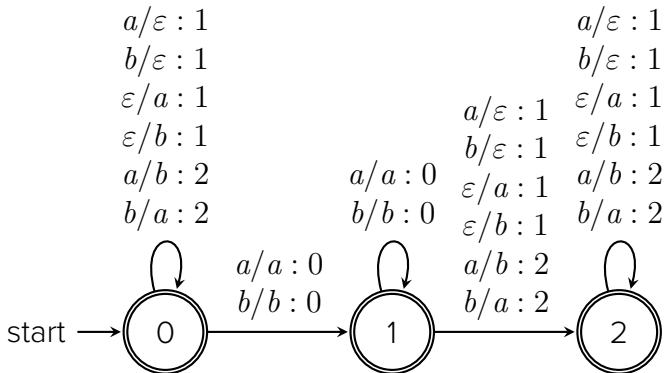 a/ε : 1
b/ε : 1
ε/a : 1
ε/b : 1
a/b : 2
b/a : 2
a/a : 0
b/b : 0
a/a : 0
b/b : 0
a/ε : 1
b/ε : 1
ε/a : 1
ε/b : 1
a/b : 2
b/a : 2
a/ε : 1
b/ε : 1
ε/a : 1
ε/b : 1
a/b : 2
b/a : 2
start
0
1
2